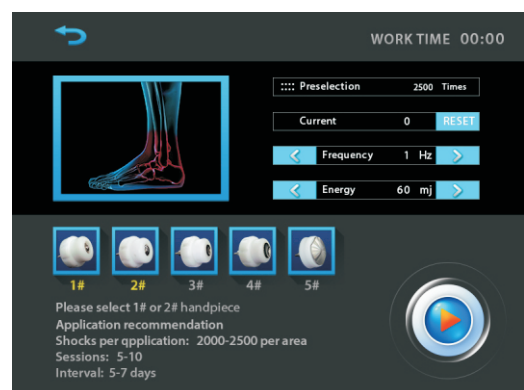 WORK TIME 00:00
:::: Preselection 2500 Times
Current 0 RESET
Frequency 1 Hz
Energy 60 mj
1# 2# 3# 4# 5#
Please select 1# or 2# handpiece
Application recommendation
Shocks per qpplication: 2000-2500 per area
Sessions: 5-10
Interval: 5-7 days